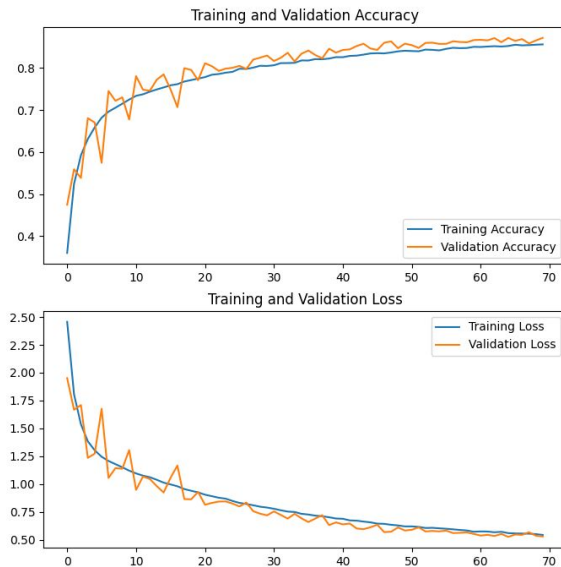 Training and Validation Accuracy
0.8
0.7
0.6
0.5
0.4
Training Accuracy
Validation Accuracy
0 10 20 30 40 50 60 70
Training and Validation Loss
2.50
2.25
2.00
1.75
1.50
1.25
1.00
0.75
0.50
Training Loss
Validation Loss
0 10 20 30 40 50 60 70